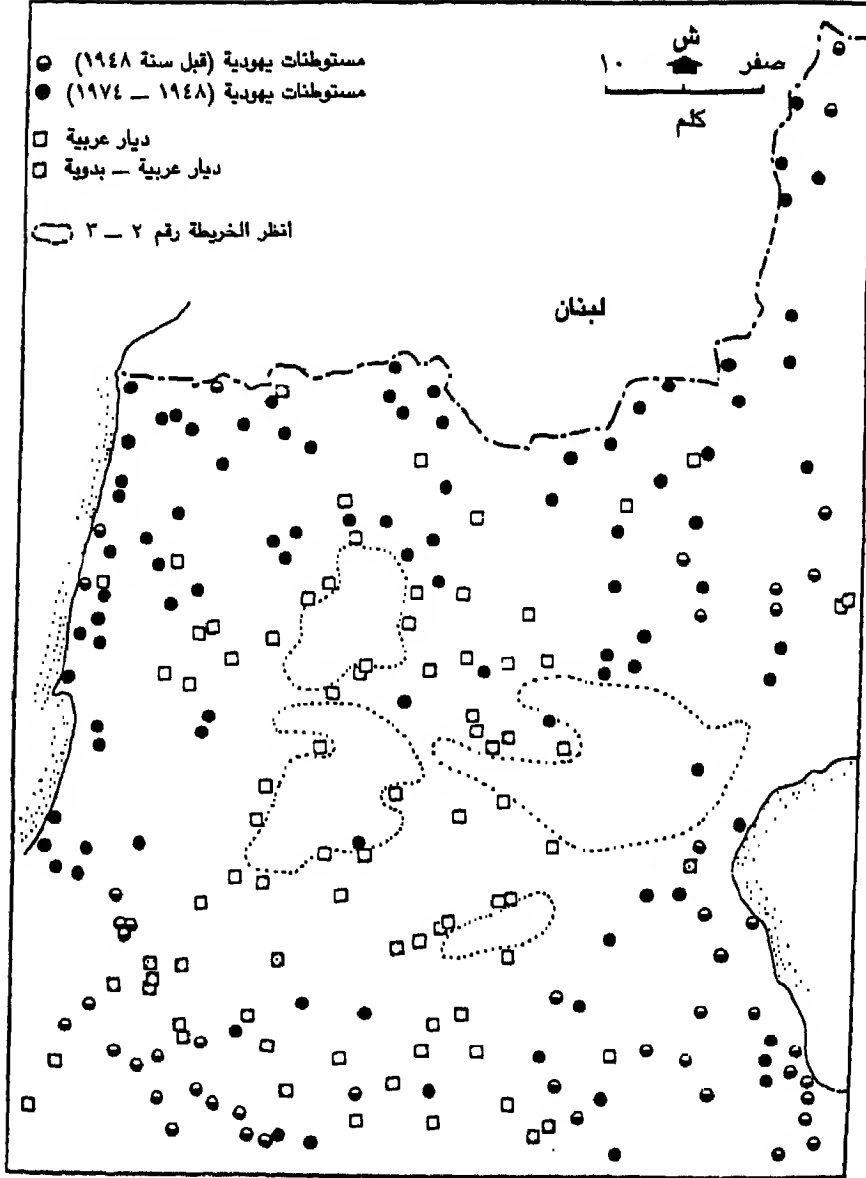 مستوطنات يهودية (قبل سنة ١٩٤٨)
مستوطنات يهودية (١٩٤٨ — ١٩٧٤)
ديار عربية
ديار عربية — بدوية
انظر الخريطة رقم ٢ — ٣
ش
صفر ١٠
كلم
لبنان